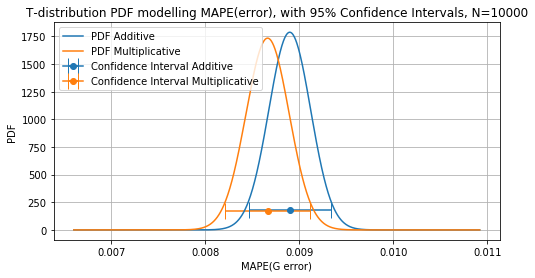 T-distribution PDF modelling MAPE(error), with 95% Confidence Intervals, N=10000
PDF Additive
PDF Multiplicative
Confidence Interval Additive
Confidence Interval Multiplicative
1750
1500
1250
1000
750
500
250
0
PDF
0.007
0.008
0.009
0.010
0.011
MAPE(G error)